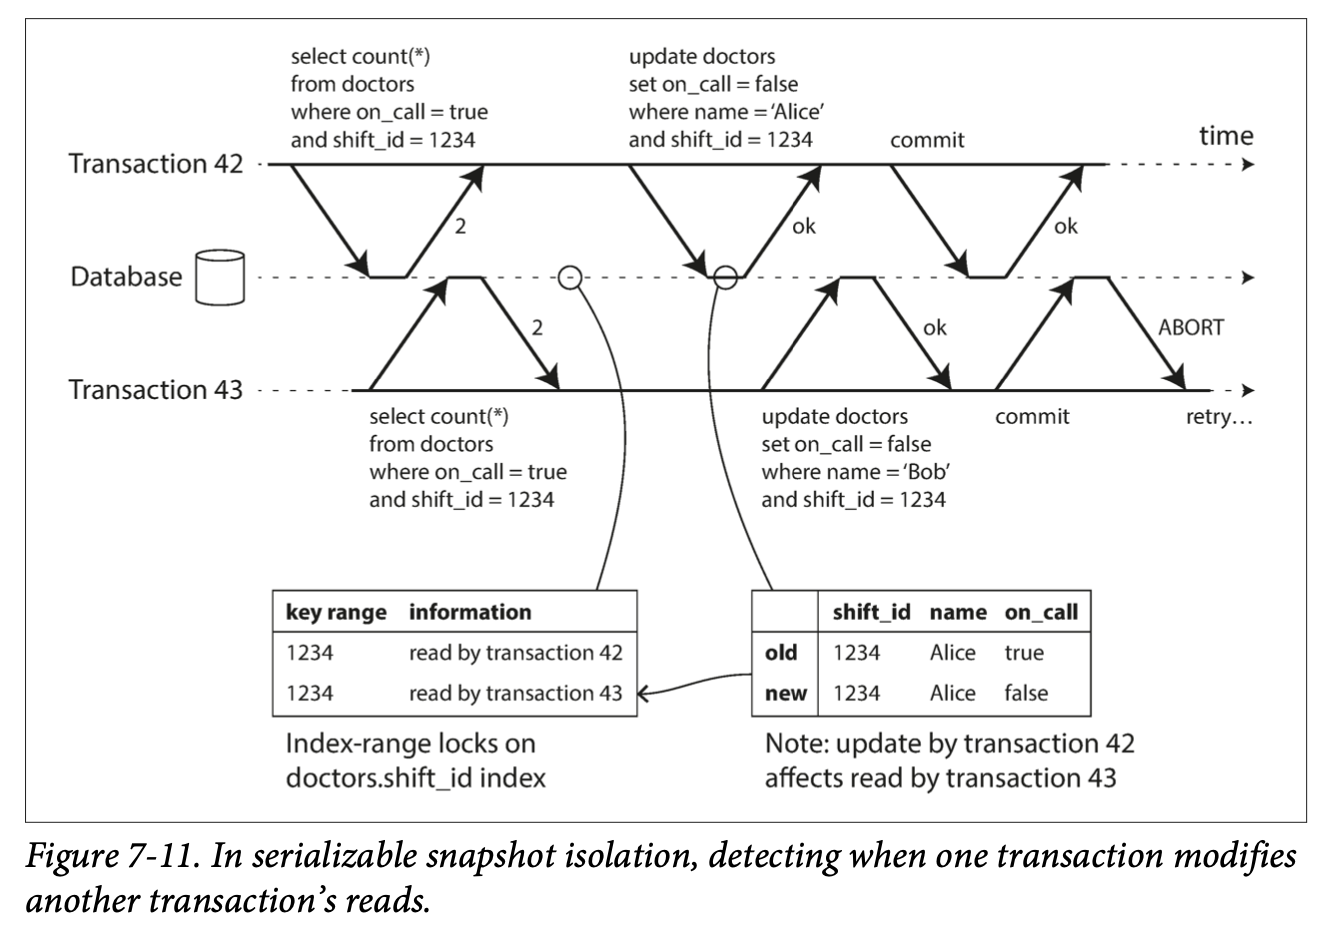 select count(*)
from doctors
where on_call = true
and shift_id = 1234
update doctors
set on_call = false
where name = ‘Alice’
and shift_id = 1234
commit
time
Transaction 42
2
ok
ok
Database
2
ok
ABORT
Transaction 43
select count(*)
from doctors
where on_call = true
and shift_id = 1234
update doctors
set on_call = false
where name = ‘Bob’
and shift_id = 1234
commit
retry…
key range information
1234 read by transaction 42
1234 read by transaction 43
Index-range locks on
doctors.shift_id index
shift_id name on_call
old 1234 Alice true
new 1234 Alice false
Note: update by transaction 42
affects read by transaction 43
Figure 7-11. In serializable snapshot isolation, detecting when one transaction modifies
another transaction’s reads.